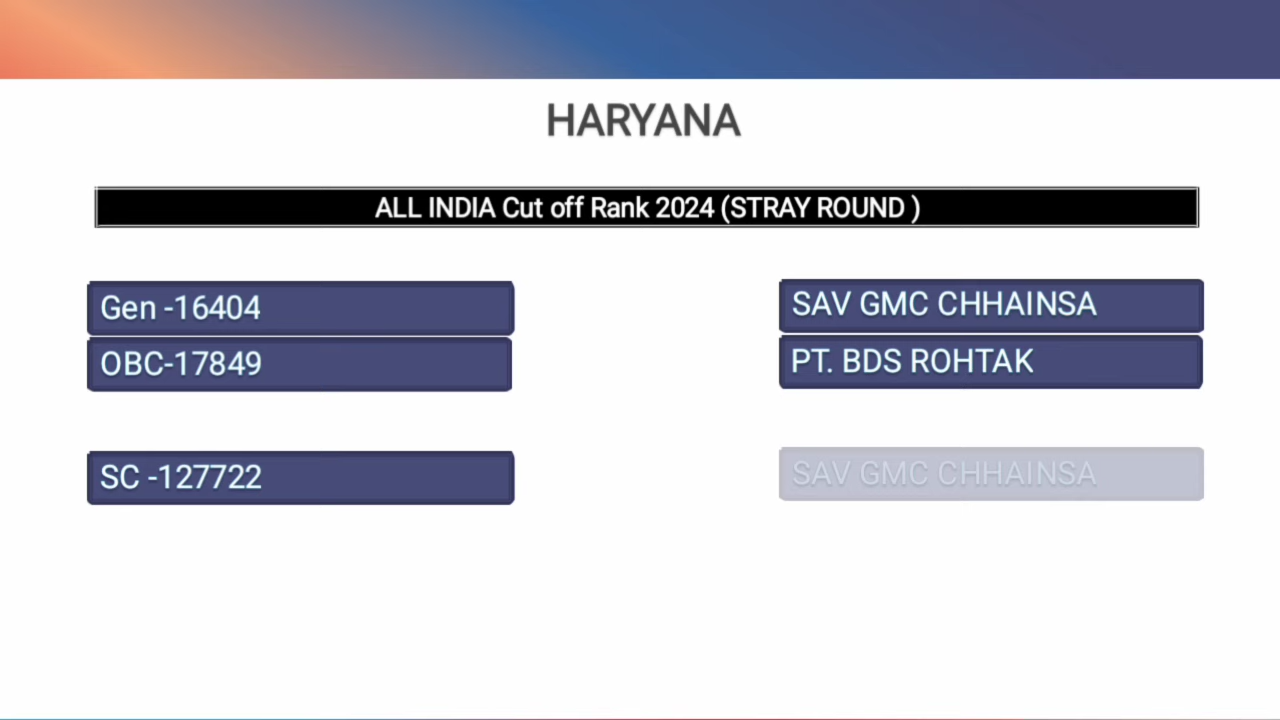 HARYANA
ALL INDIA Cut off Rank 2024 (STRAY ROUND )
Gen -16404
SAV GMC CHHAINSA
OBC-17849
PT. BDS ROHTAK
SC -127722
SAV GMC CHHAINSA